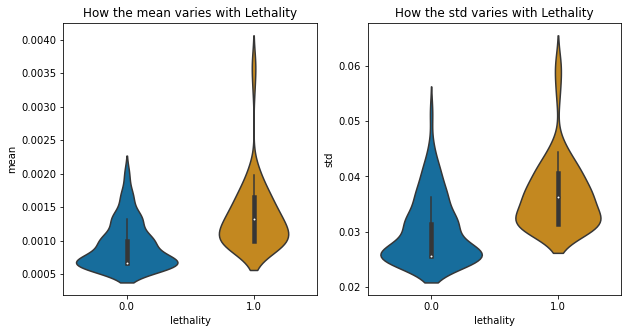 How the mean varies with Lethality
mean
0.0040
0.0035
0.0030
0.0025
0.0020
0.0015
0.0010
0.0005
0.0
1.0
lethality
How the std varies with Lethality
std
0.06
0.05
0.04
0.03
0.02
0.0
1.0
lethality